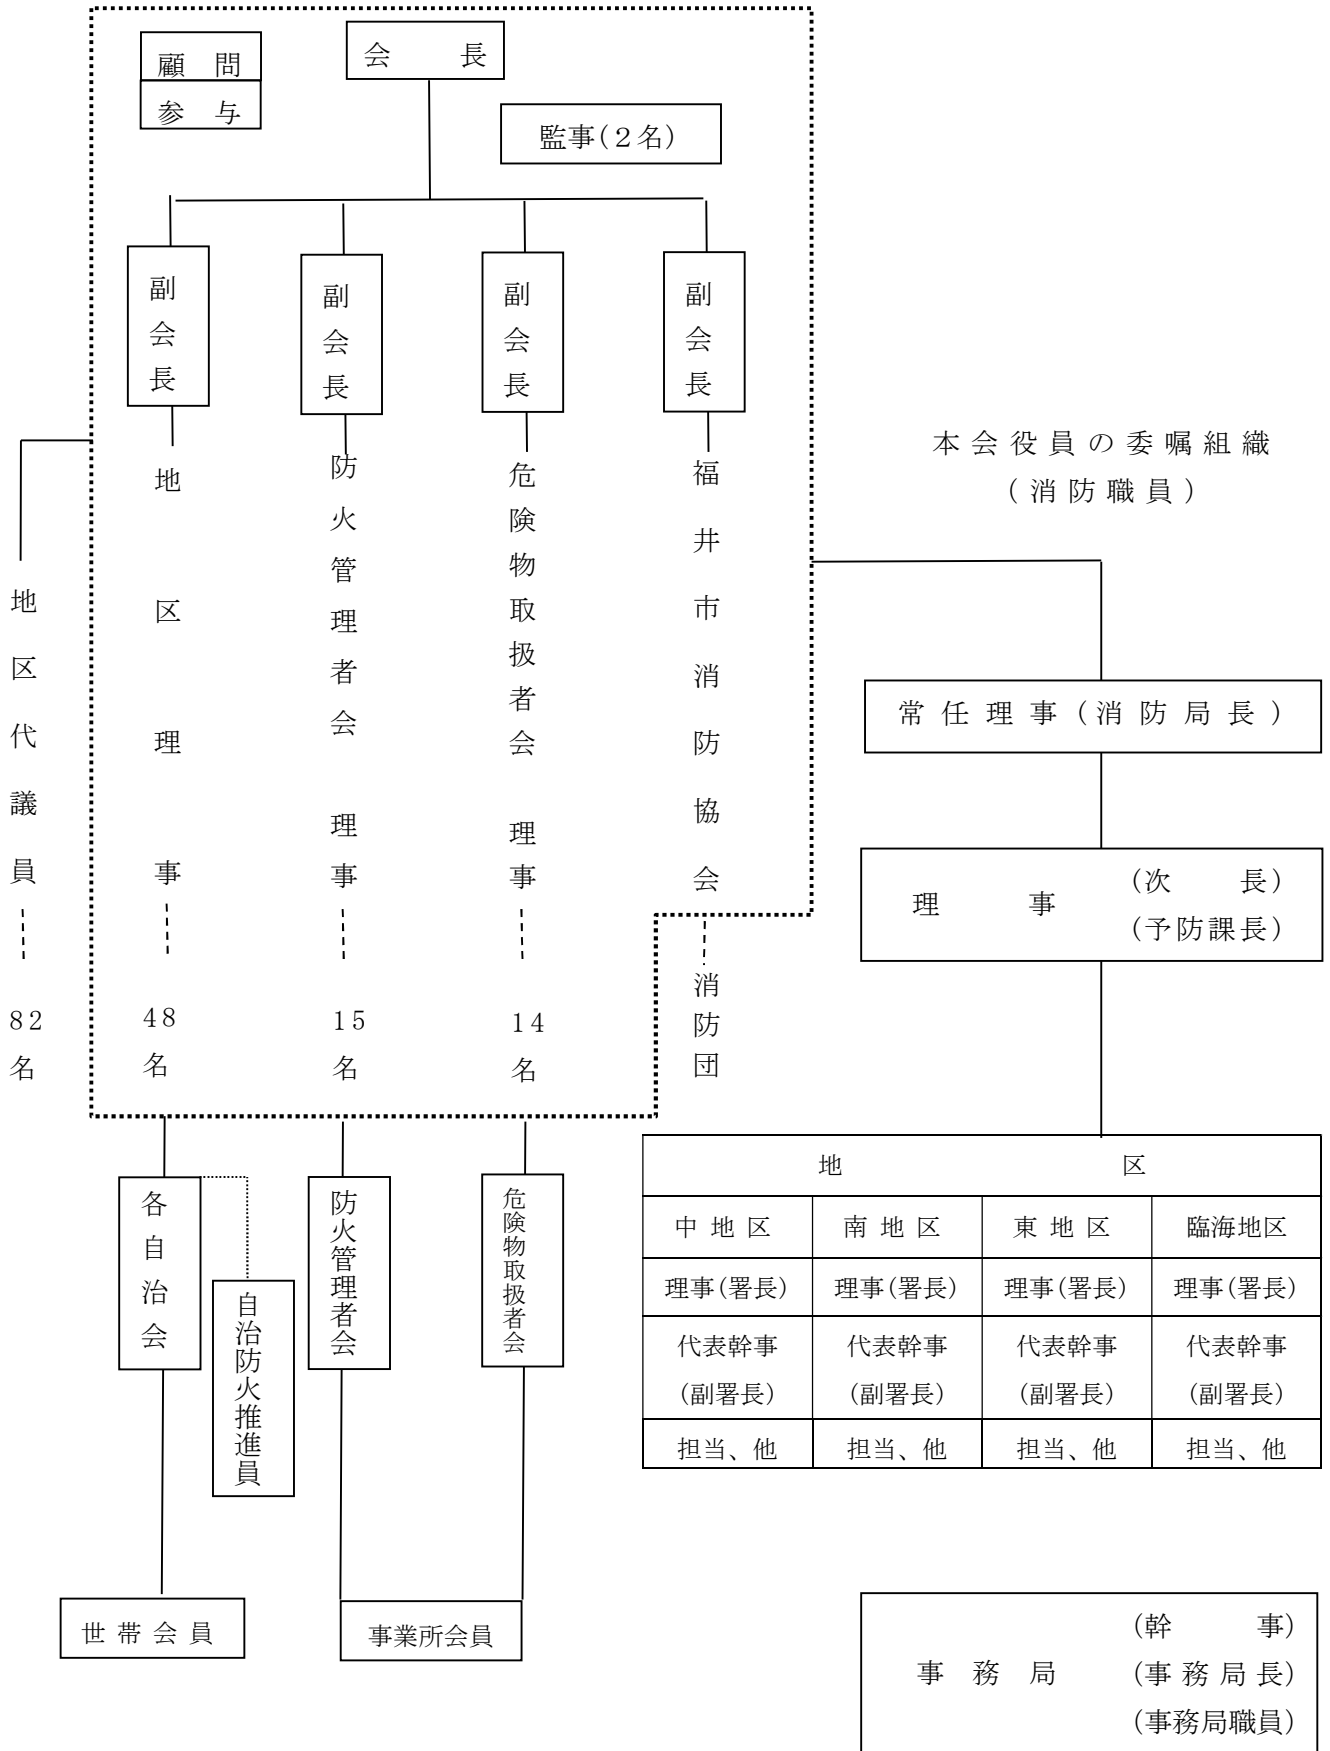 顧問
参与
会長
監事(2名)
副会長
副会長
副会長
副会長
地区代議員
82名
地区理事
48名
防火管理者会 理事
15名
危険物取扱者会 理事
14名
福井市消防協会
消防団
本会役員の委嘱組織
(消防職員)
常任理事(消防局長)
理事
(次長)
(予防課長)
地区
中地区 南地区 東地区 臨海地区
理事(署長) 理事(署長) 理事(署長) 理事(署長)
代表幹事 代表幹事 代表幹事 代表幹事
(副署長) (副署長) (副署長) (副署長)
担当、他 担当、他 担当、他 担当、他
各自治会
自治防火推進員
防火管理者会
危険物取扱者会
世帯会員
事業所会員
事務局
(幹事)
(事務局長)
(事務局職員)